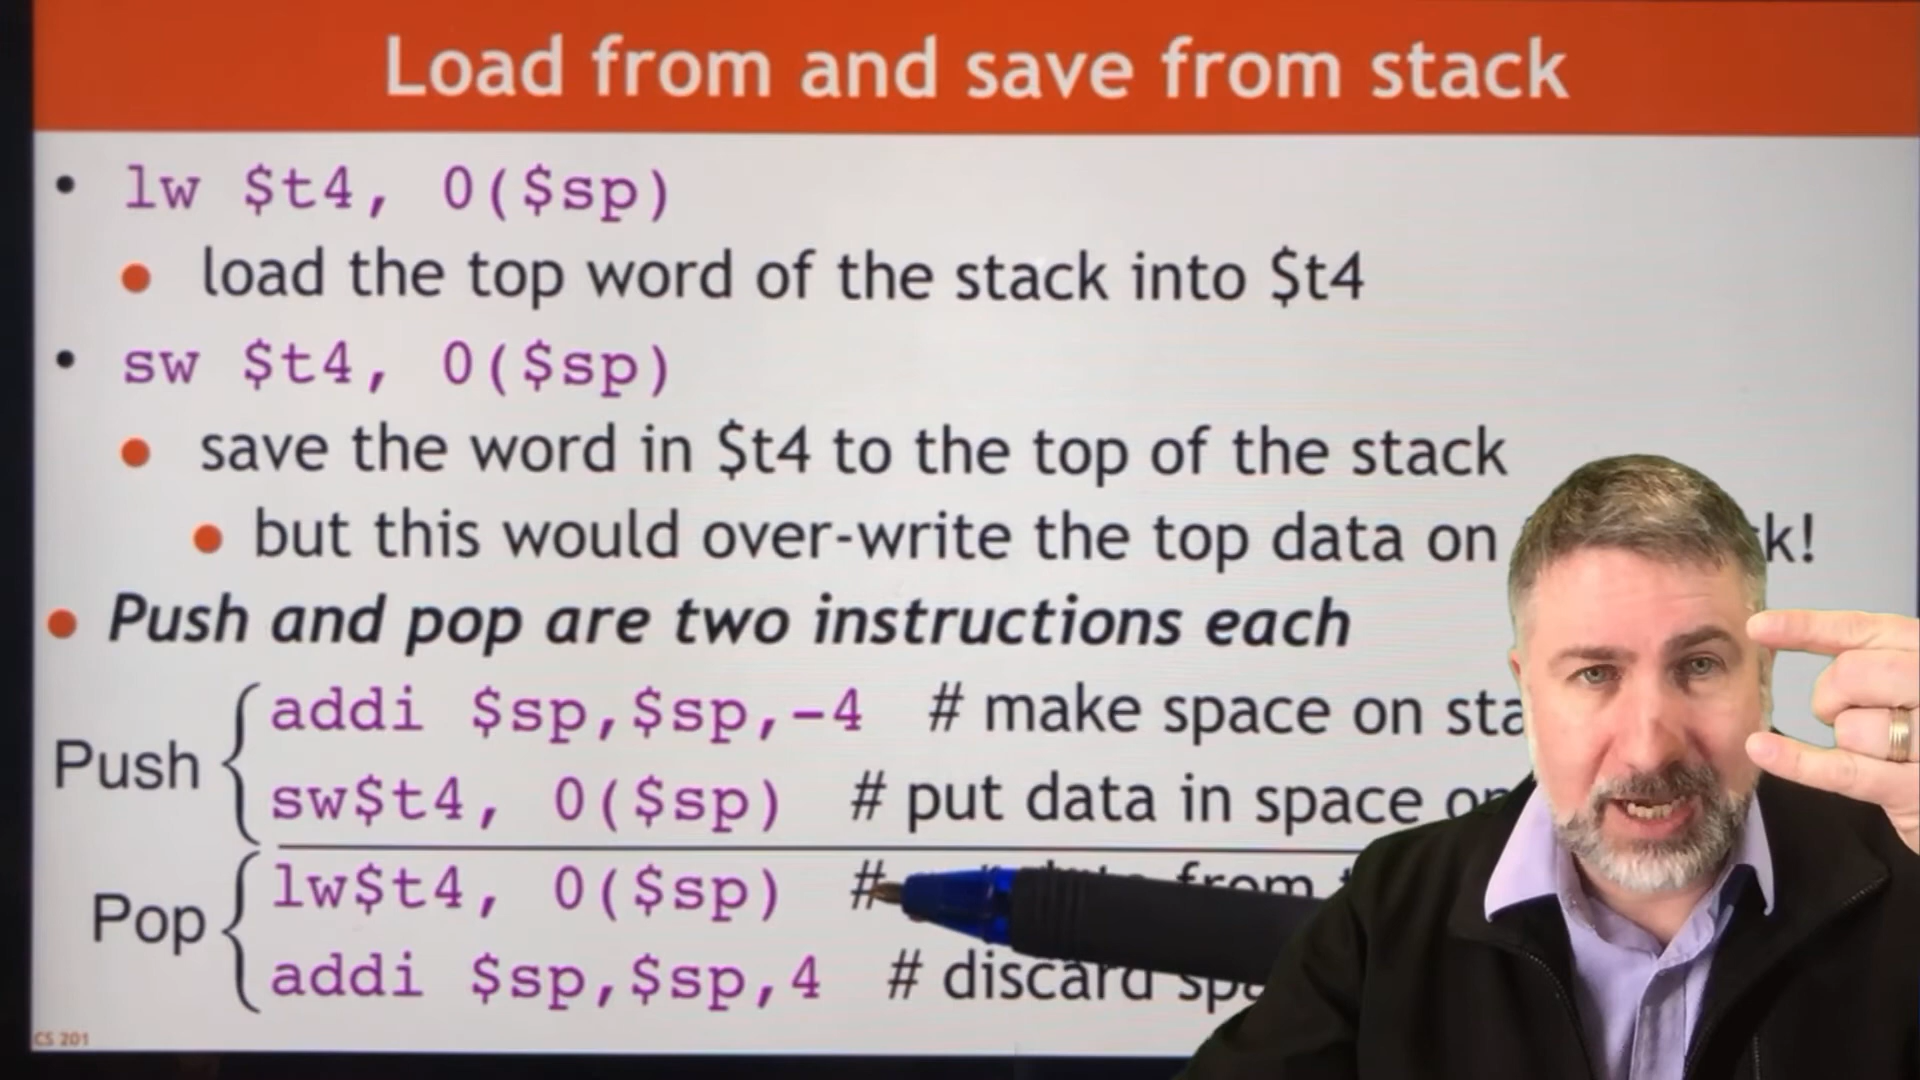 Load from and save from stack
• lw $t4, 0($sp)
• load the top word of the stack into $t4
• sw $t4, 0($sp)
• save the word in $t4 to the top of the stack
• but this would over-write the top data on k!
• Push and pop are two instructions each
Push
addi $sp,$sp,-4 # make space on sta
sw$t4, 0($sp) # put data in space on
Pop
lw$t4, 0($sp) # from
addi $sp,$sp,4 # discard
CS 201